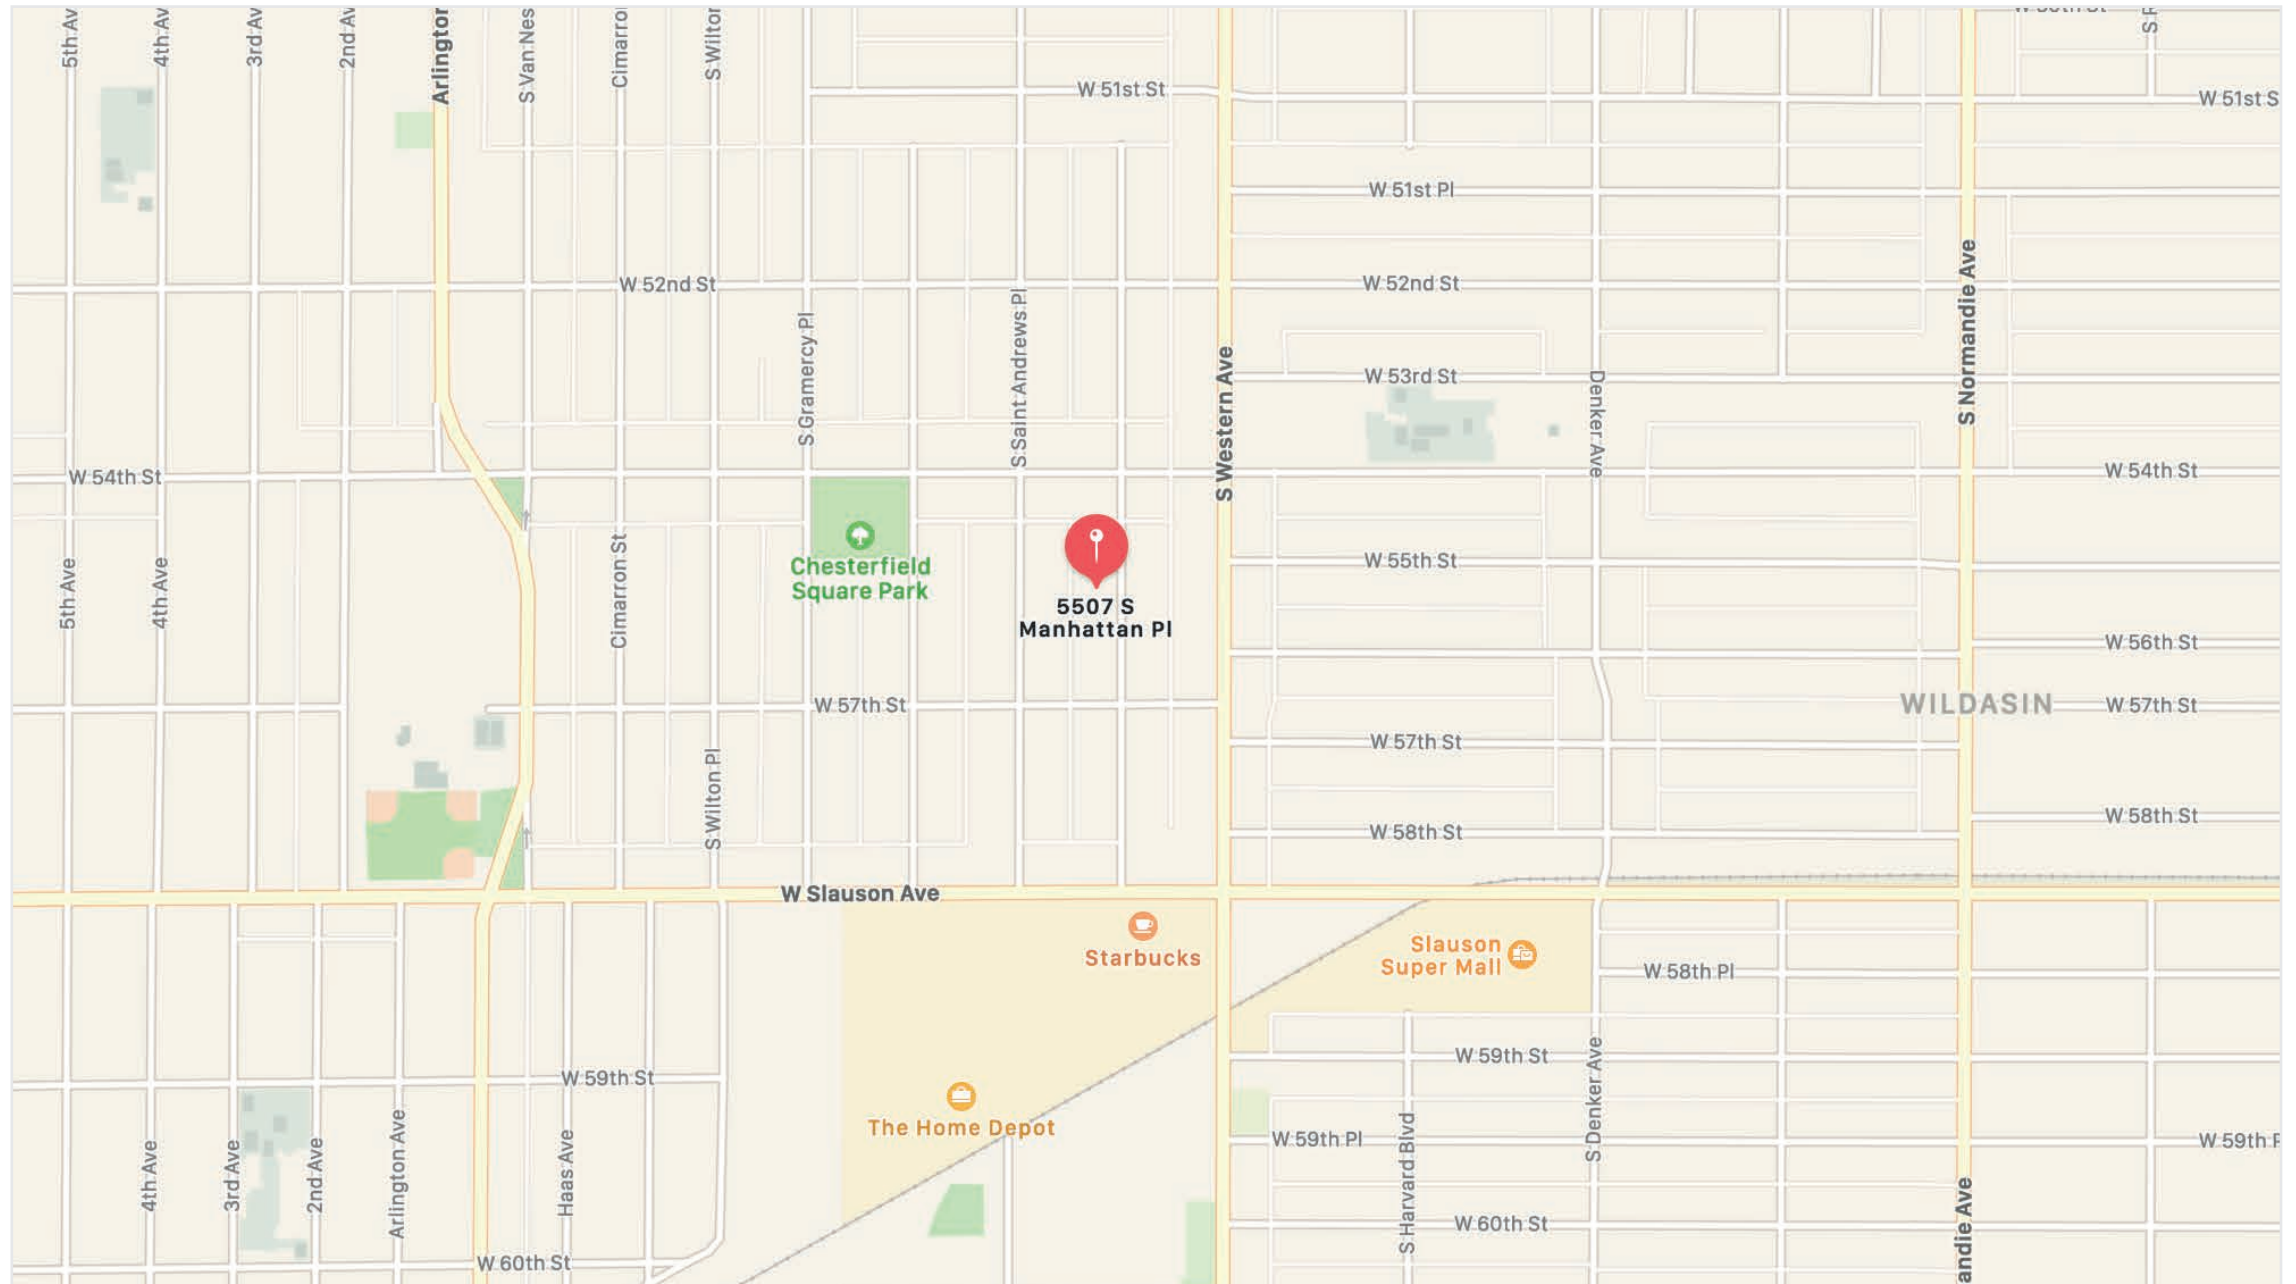 5th Av
4th Av
3rd Av
2nd Av
Arlington
S Van Nes
Cimarro
S Wilton
W 51st St
W 51st S
W 51st Pl
W 52nd St
W 52nd St
S Normandie Ave
S Gramercy Pl
S Saint Andrews Pl
S Western Ave
W 53rd St
Denker Ave
W 54th St
W 54th St
5th Ave
4th Ave
Cimarron St
Chesterfield
Square Park
5507 S
Manhattan Pl
W 55th St
W 56th St
WILDASIN
W 57th St
W 57th St
W 57th St
S Wilton Pl
W 58th St
W 58th St
W Slauson Ave
Starbucks
Slauson
Super Mall
W 58th Pl
W 59th St
W 59th St
S Denker Ave
The Home Depot
4th Ave
3rd Ave
2nd Ave
Arlington Ave
Haas Ave
W 59th Pl
S Harvard Blvd
W 59th P
W 60th St
andie Ave
W 60th St